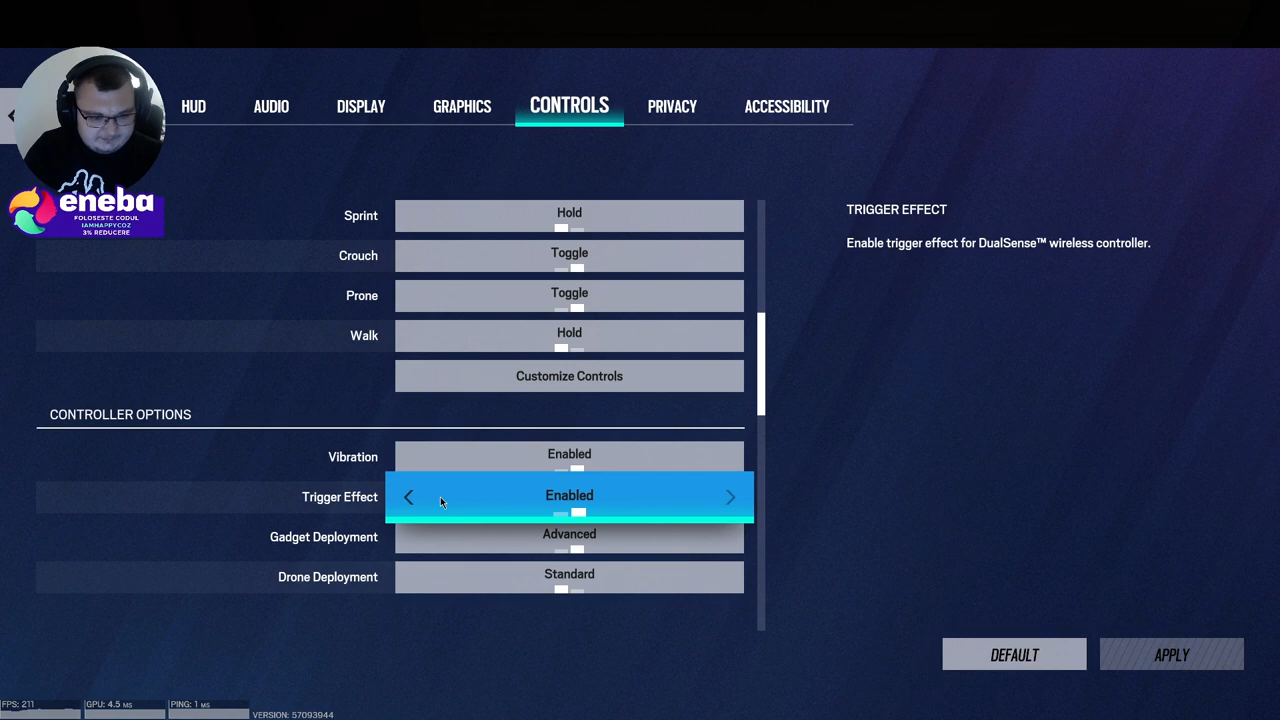 HUD
AUDIO
DISPLAY
GRAPHICS
CONTROLS
PRIVACY
ACCESSIBILITY
eneba
FOLOSESTE CODUL
IAMHAPPYCOZ
3% REDUCERE
Sprint
Hold
Crouch
Toggle
Prone
Toggle
Walk
Hold
Customize Controls
CONTROLLER OPTIONS
Vibration
Enabled
Trigger Effect
Enabled
Gadget Deployment
Advanced
Drone Deployment
Standard
TRIGGER EFFECT
Enable trigger effect for DualSense™ wireless controller.
DEFAULT
APPLY
FPS: 211
GPU: 4.5 MS
PING: 1 MS
VERSION: 57093944